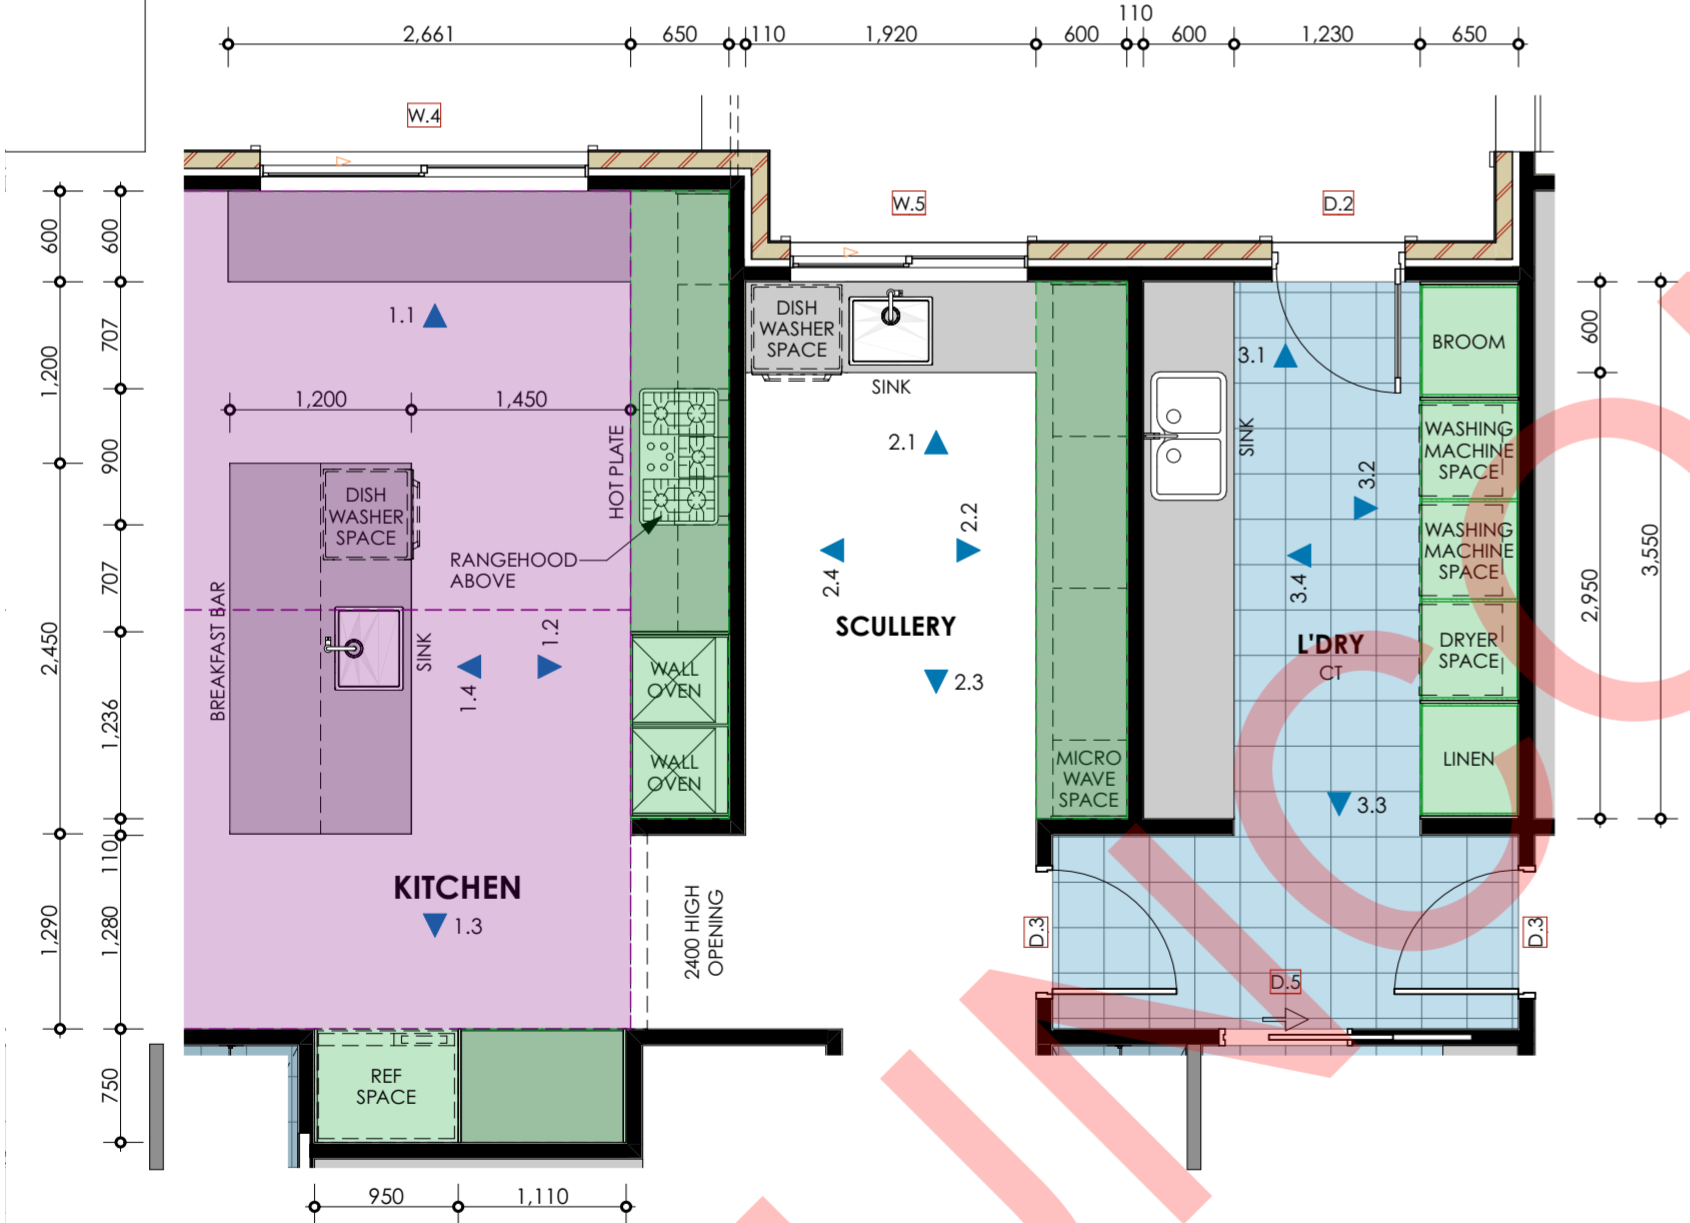 110
2,661
650
110
1,920
600
600
1,230
650
W.4
W.5
D.2
600
600
1.1
707
1,200
DISH
WASHER
SPACE
SINK
3.1
BROOM
600
1,200
1,450
HOT PLATE
900
2.1
SINK
WASHING
MACHINE
SPACE
3.2
DISH
WASHER
SPACE
RANGEHOOD
ABOVE
2.2
2.4
WASHING
MACHINE
SPACE
3.4
3,550
2,950
707
BREAKFAST BAR
2,450
SINK
1.2
1.4
SCULLERY
L'DRY
CT
DRYER
SPACE
WALL
OVEN
2.3
1,236
WALL
OVEN
MICRO
WAVE
SPACE
LINEN
3.3
110
KITCHEN
1.3
1,290
1,280
2400 HIGH
OPENING
D.3
D.3
D.5
750
REF
SPACE
950
1,110